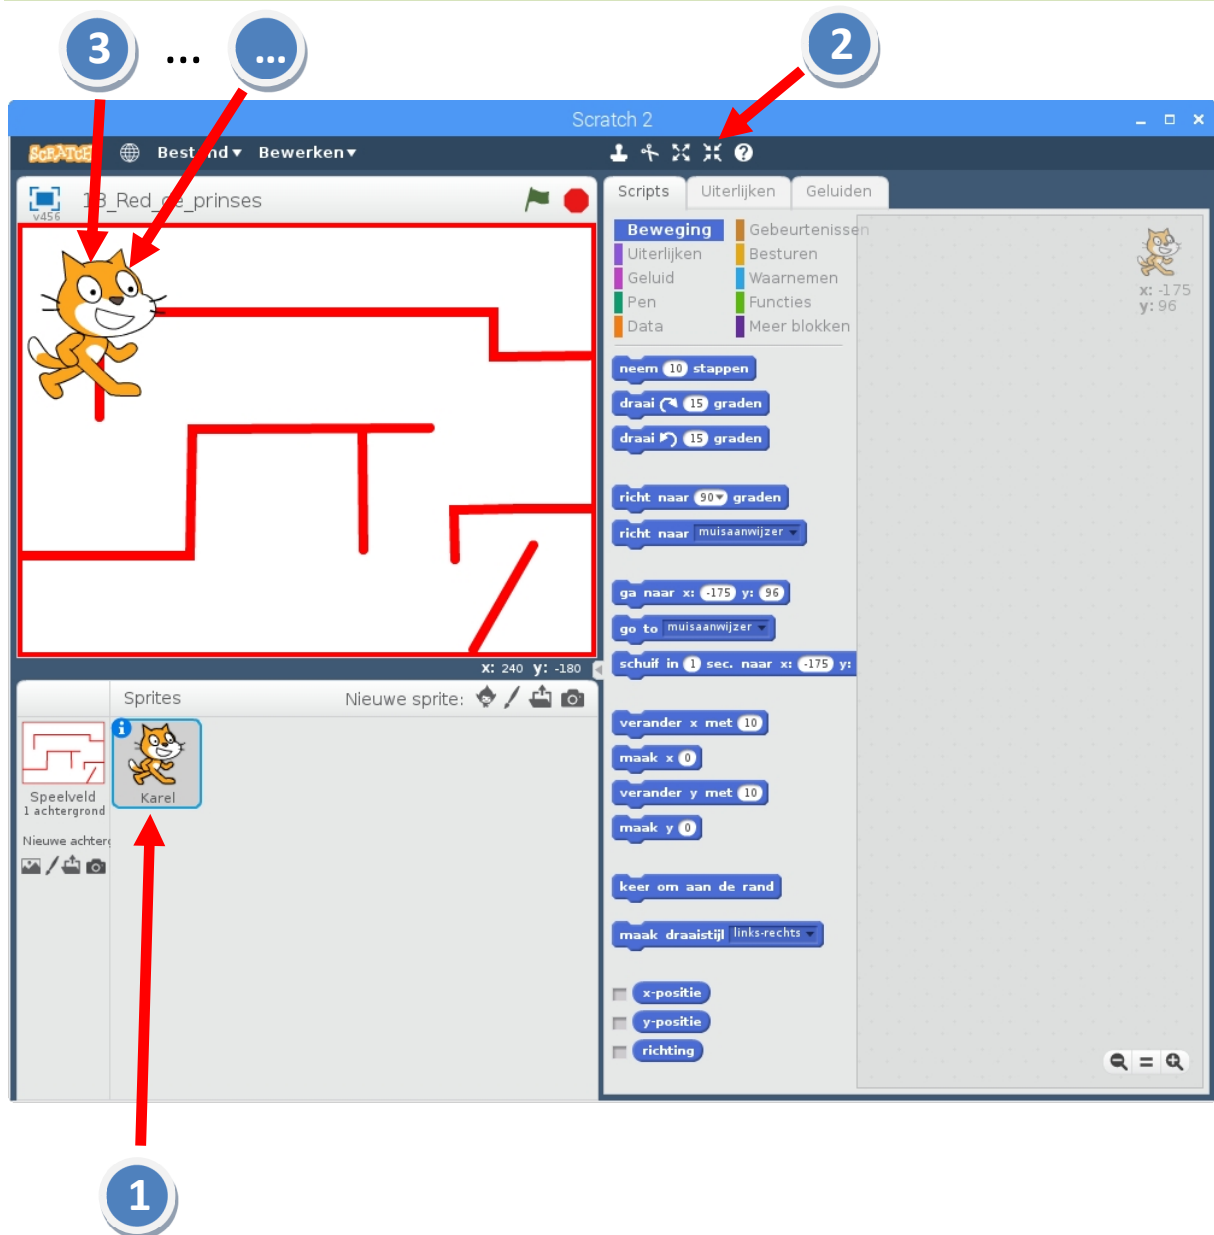 3 ... ... 2
Scratch 2
SCRATCH Bestand Bewerken
v456
13_Red_de_prinses
Scripts Uiterlijken Geluiden
Beweging Gebeurtenissen
Uiterlijken Besturen
Geluid Waarnemen
Pen Functies
Data Meer blokken
x: -175
y: 96
neem 10 stappen
draai 15 graden
draai 15 graden
richt naar 90 graden
richt naar muisaanwijzer
ga naar x: -175 y: 96
go to muisaanwijzer
schuif in 1 sec. naar x: -175 y:
verander x met 10
maak x 0
verander y met 10
maak y 0
keer om aan de rand
maak draaistijl links-rechts
x-positie
y-positie
richting
x: 240 y: -180
Sprites Nieuwe sprite:
Speelveld
1 achtergrond
Karel
Nieuwe achterg
1